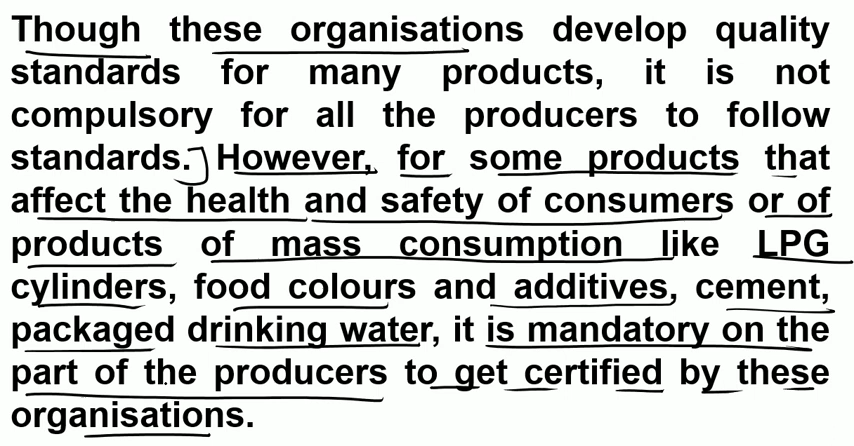 Though these organisations develop quality
standards for many products, it is not
compulsory for all the producers to follow
standards. However, for some products that
affect the health and safety of consumers or of
products of mass consumption like LPG
cylinders, food colours and additives, cement,
packaged drinking water, it is mandatory on the
part of the producers to get certified by these
organisations.